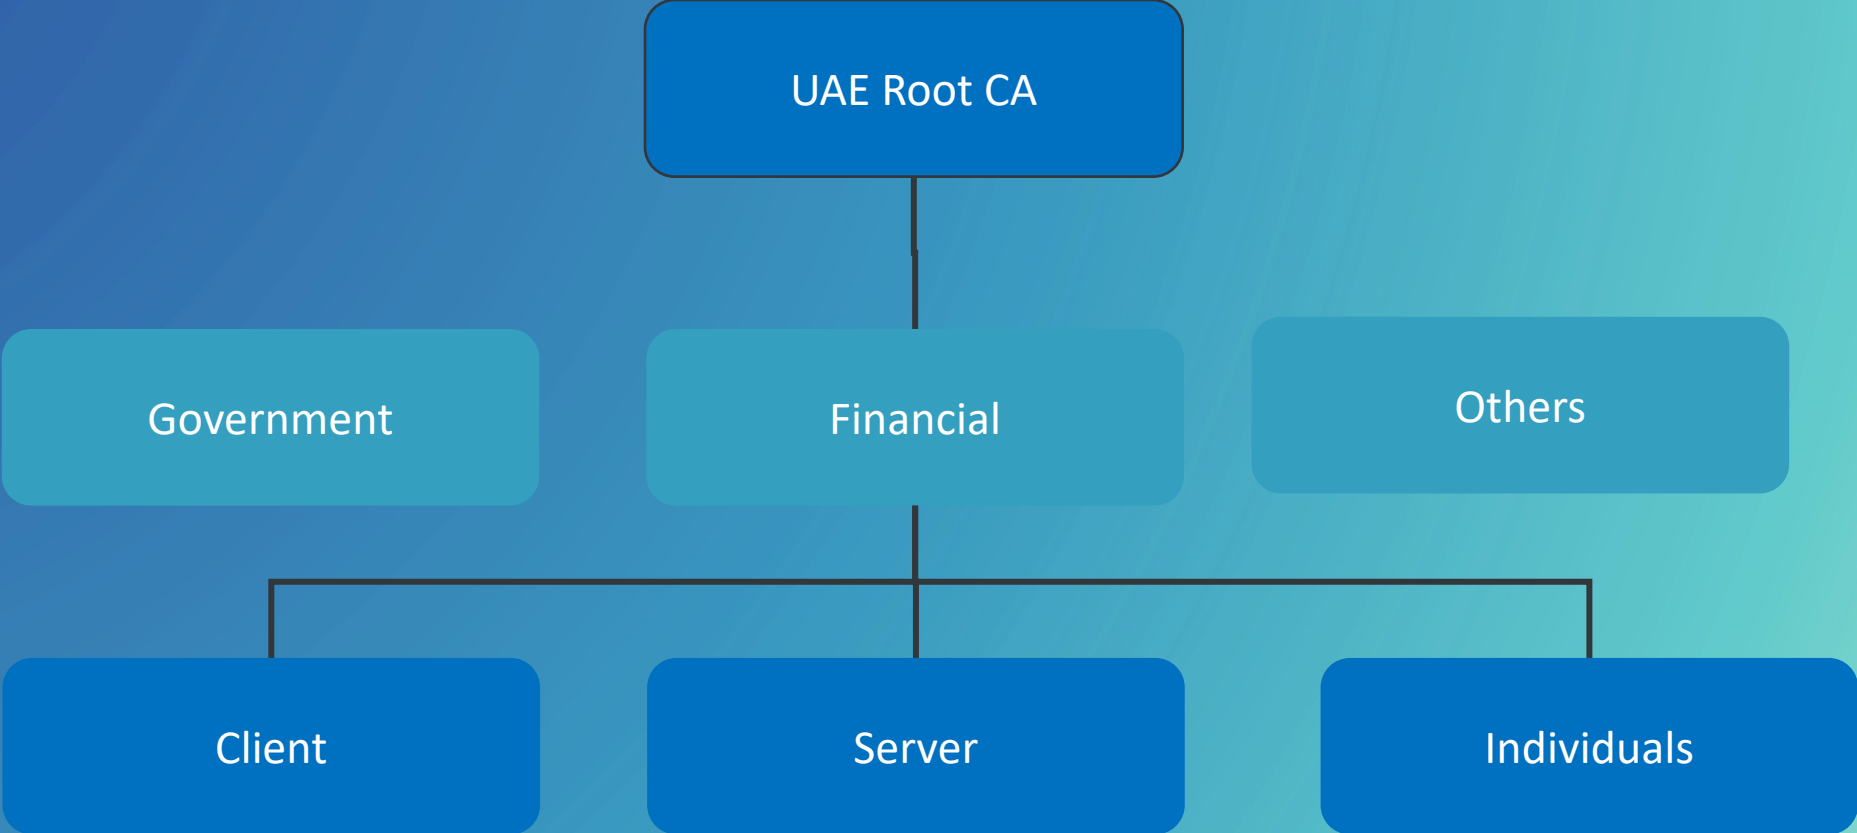 UAE Root CA
Government
Financial
Others
Client
Server
Individuals